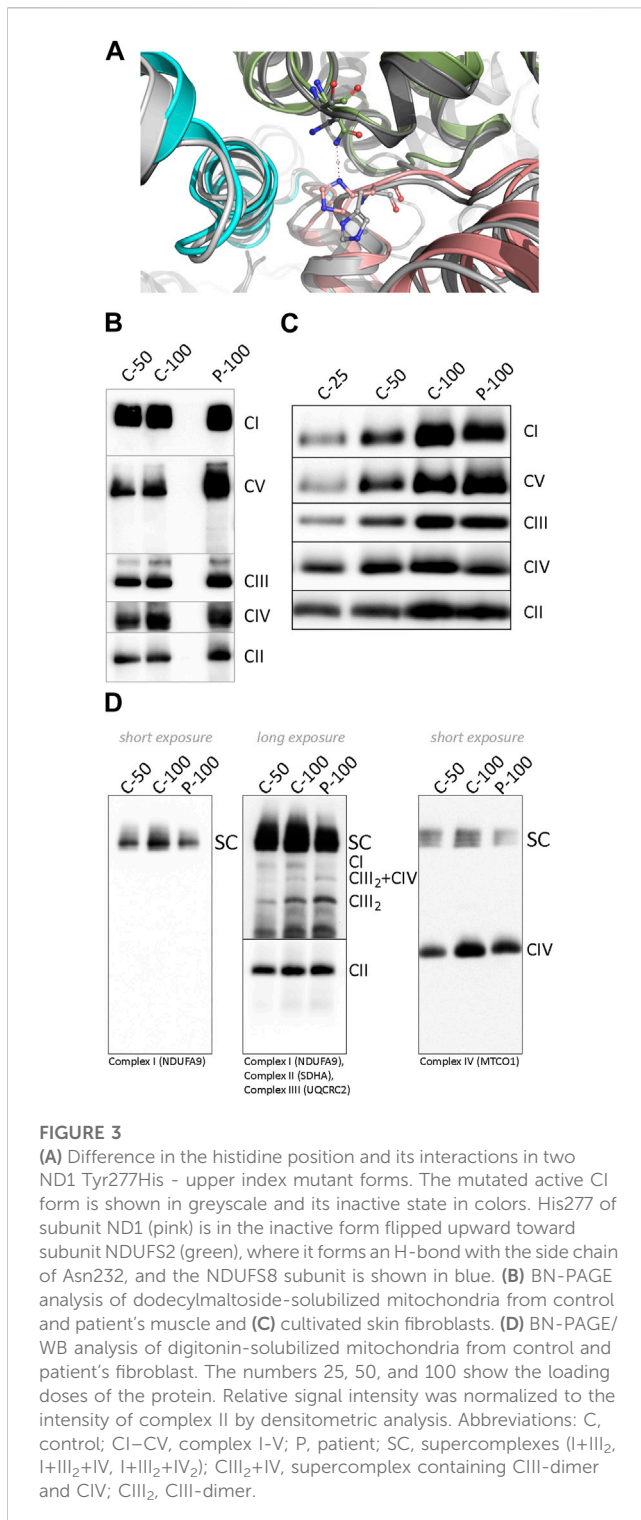 A
B
C-50 C-100 P-100
CI
CV
CIII
CIV
CII
C
C-25 C-50 C-100 P-100
CI
CV
CIII
CIV
CII
D
short exposure
C-50 C-100 P-100
SC
Complex I (NDUFA9)
long exposure
C-50 C-100 P-100
SC
CI
CIII₂+CIV
CIII₂
CII
Complex I (NDUFA9),
Complex II (SDHA),
Complex IIII (UQCRC2)
short exposure
C-50 C-100 P-100
SC
CIV
Complex IV (MTCO1)
FIGURE 3
(A) Difference in the histidine position and its interactions in two
ND1 Tyr277His - upper index mutant forms. The mutated active CI
form is shown in greyscale and its inactive state in colors. His277 of
subunit ND1 (pink) is in the inactive form flipped upward toward
subunit NDUFS2 (green), where it forms an H-bond with the side chain
of Asn232, and the NDUFS8 subunit is shown in blue. (B) BN-PAGE
analysis of dodecylmaltoside-solubilized mitochondria from control
and patient's muscle and (C) cultivated skin fibroblasts. (D) BN-PAGE/
WB analysis of digitonin-solubilized mitochondria from control and
patient's fibroblast. The numbers 25, 50, and 100 show the loading
doses of the protein. Relative signal intensity was normalized to the
intensity of complex II by densitometric analysis. Abbreviations: C,
control; CI–CV, complex I-V; P, patient; SC, supercomplexes (I+III₂,
I+III₂+IV, I+III₂+IV₂); CIII₂+IV, supercomplex containing CIII-dimer
and CIV; CIII₂, CIII-dimer.